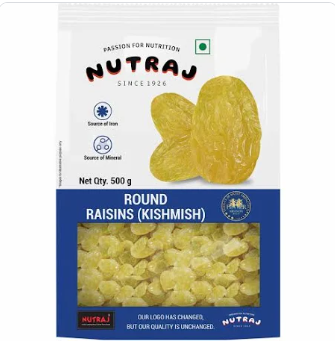 PASSION FOR NUTRITION
NUTRAJ
SINCE 1926
Source of Iron
Source of Mineral
Net Qty. 500 g
ROUND
RAISINS (KISHMISH)
NUTRAJ
OUR LOGO HAS CHANGED,
BUT OUR QUALITY IS UNCHANGED.
NUTRAJ